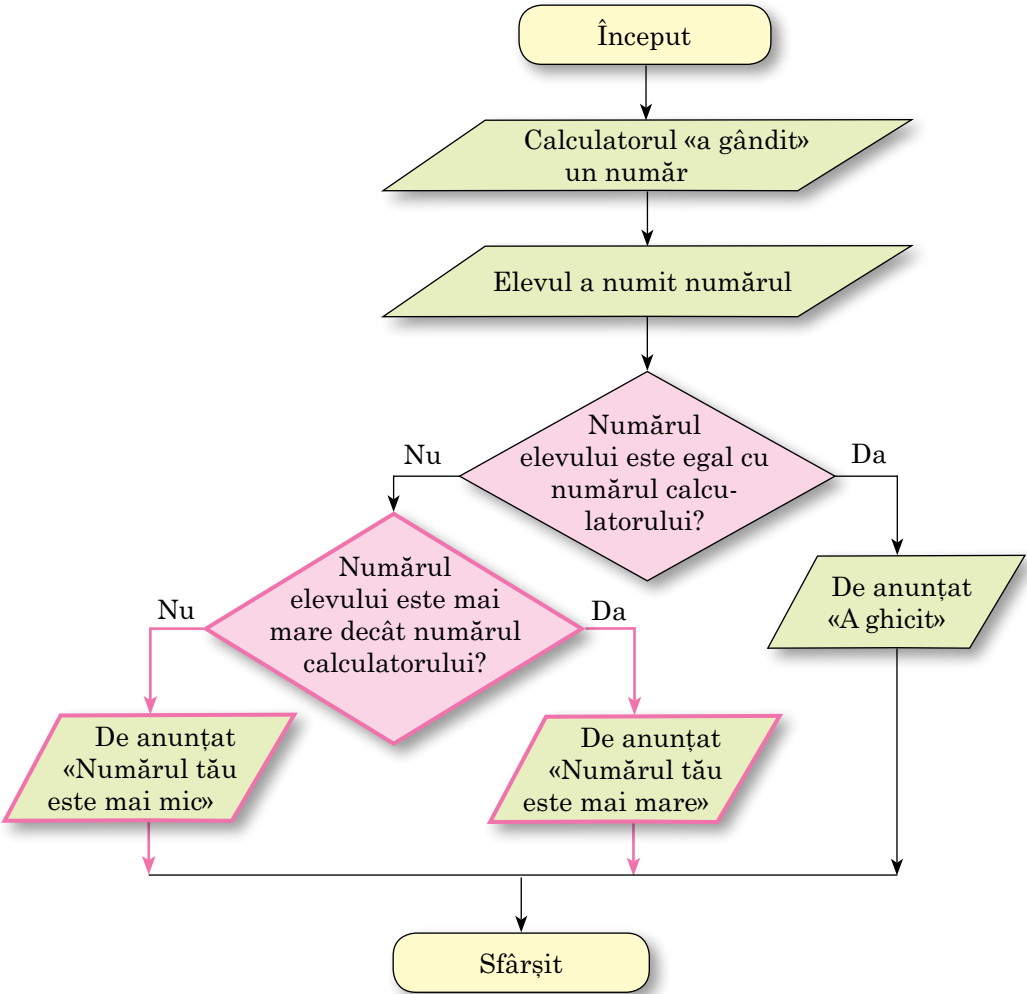 Început
Calculatorul «a gândit»
un număr
Elevul a numit numărul
Numărul
elevului este egal cu
numărul calcu-
latorului?
Nu
Da
Numărul
elevului este mai
mare decât numărul
calculatorului?
Nu
Da
De anunțat
«A ghicit»
De anunțat
«Numărul tău
este mai mic»
De anunțat
«Numărul tău
este mai mare»
Sfârșit